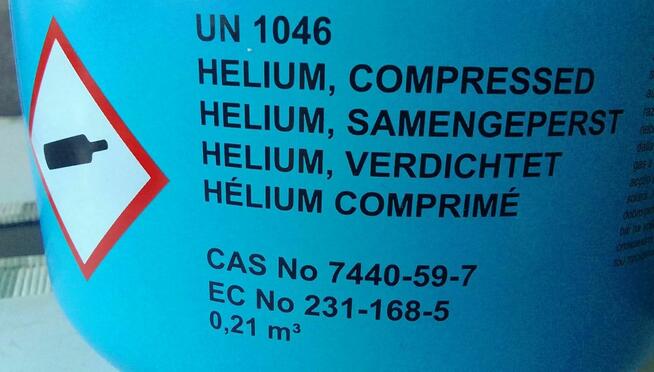 UN 1046
HELIUM, COMPRESSED
HELIUM, SAMENGEPERST
HELIUM, VERDICHTET
HÉLIUM COMPRIMÉ
CAS No 7440-59-7
EC No 231-168-5
0,21 m³